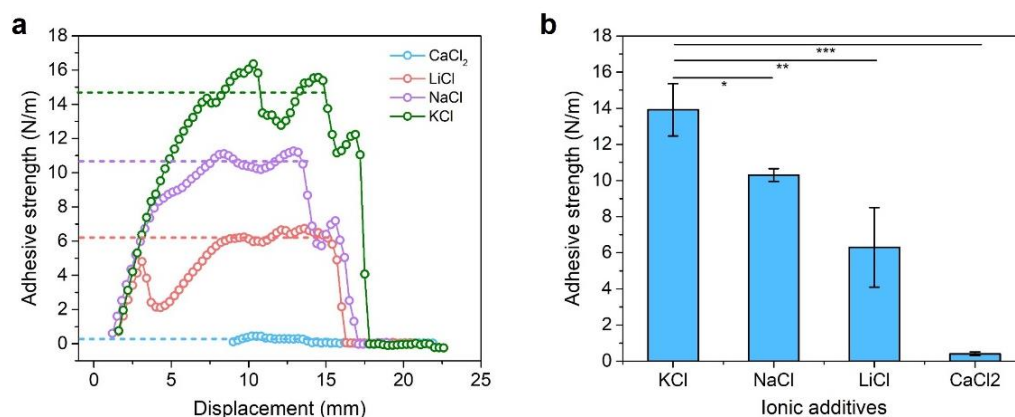 a
18
16
14
12
10
8
6
4
2
0
Adhesive strength (N/m)
CaCl₂
LiCl
NaCl
KCl
0 5 10 15 20 25
Displacement (mm)
b
18
16
14
12
10
8
6
4
2
0
Adhesive strength (N/m)
***
**
*
KCl NaCl LiCl CaCl2
Ionic additives